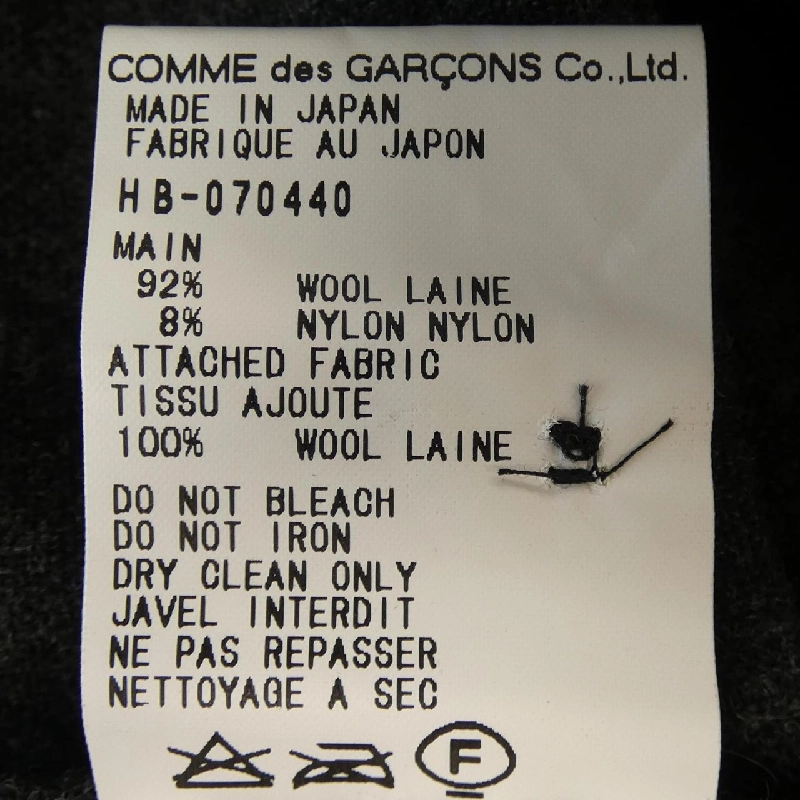 COMME des GARÇONS Co.,Ltd.
MADE IN JAPAN
FABRIQUE AU JAPON
HB-070440
MAIN
92% WOOL LAINE
8% NYLON NYLON
ATTACHED FABRIC
TISSU AJOUTE
100% WOOL LAINE
DO NOT BLEACH
DO NOT IRON
DRY CLEAN ONLY
JAVEL INTERDIT
NE PAS REPASSER
NETTOYAGE A SEC
F